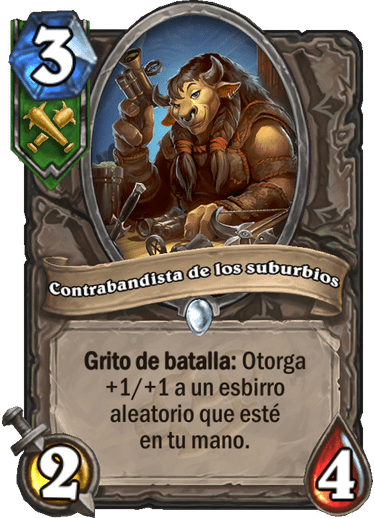 3
Contrabandista de los suburbios
Grito de batalla: Otorga
+1/+1 a un esbirro
aleatorio que esté
en tu mano.
2
4